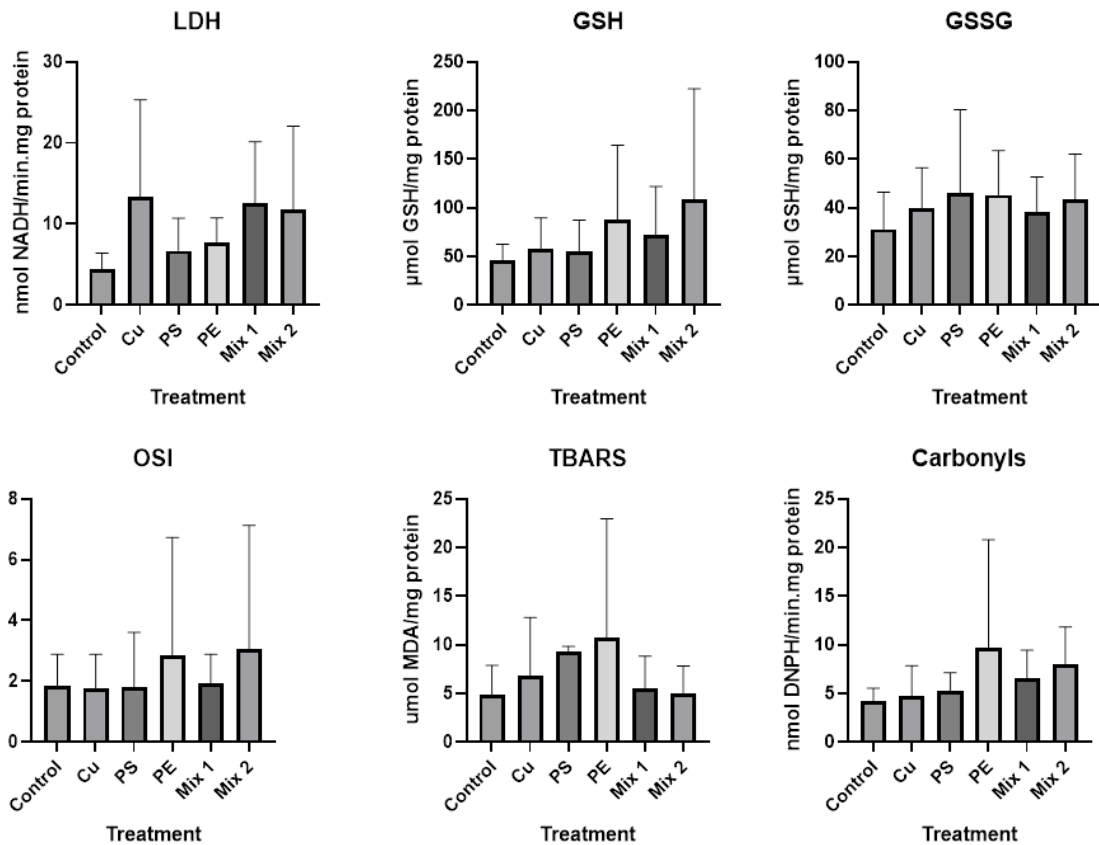 LDH
nmol NADH/min.mg protein
30
20
10
0
Control
Cu
PS
PE
Mix 1
Mix 2
Treatment
GSH
µmol GSH/mg protein
250
200
150
100
50
0
Control
Cu
PS
PE
Mix 1
Mix 2
Treatment
GSSG
µmol GSH/mg protein
100
80
60
40
20
0
Control
Cu
PS
PE
Mix 1
Mix 2
Treatment
OSI
8
6
4
2
0
Control
Cu
PS
PE
Mix 1
Mix 2
Treatment
TBARS
umol MDA/mg protein
25
20
15
10
5
0
Control
Cu
PS
PE
Mix 1
Mix 2
Treatment
Carbonyls
nmol DNPH/min.mg protein
25
20
15
10
5
0
Control
Cu
PS
PE
Mix 1
Mix 2
Treatment